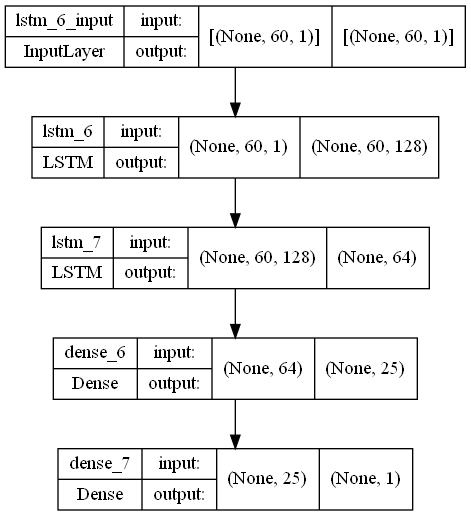 lstm_6_input input: [(None, 60, 1)] [(None, 60, 1)]
InputLayer output:
lstm_6 input: (None, 60, 1) (None, 60, 128)
LSTM output:
lstm_7 input: (None, 60, 128) (None, 64)
LSTM output:
dense_6 input: (None, 64) (None, 25)
Dense output:
dense_7 input: (None, 25) (None, 1)
Dense output: